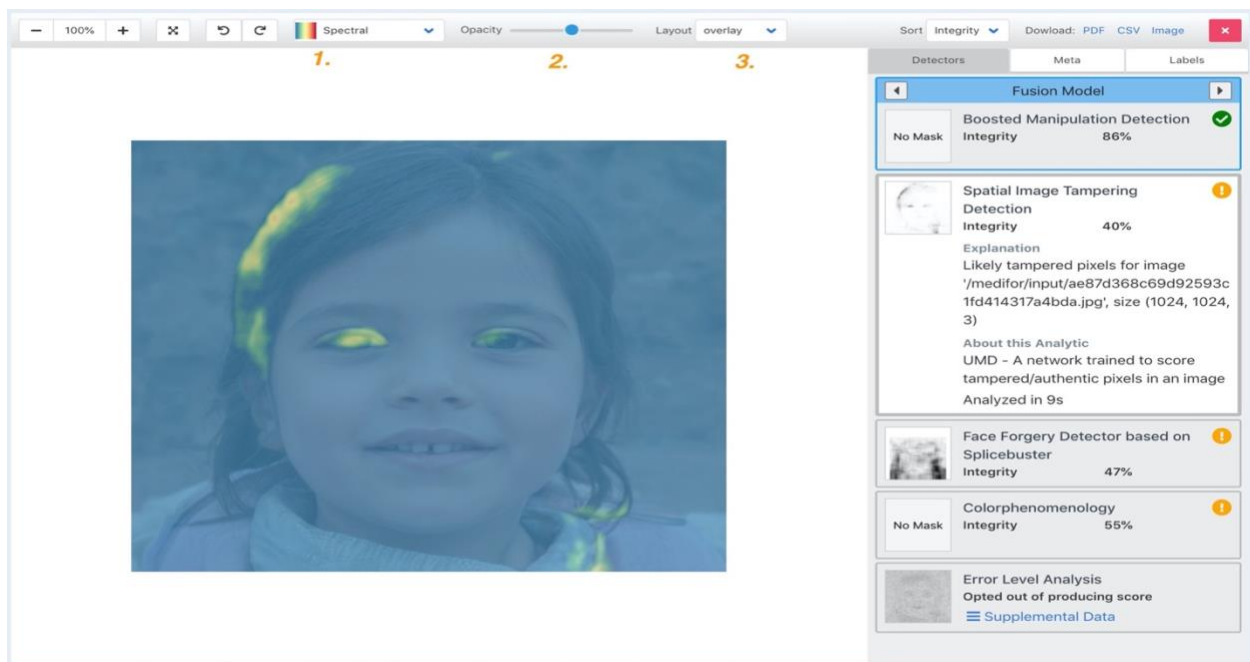 100%
Spectral
Opacity
Layout overlay
Sort Integrity
Dowload: PDF CSV Image
1.
2.
3.
Detectors
Meta
Labels
Fusion Model
No Mask
Boosted Manipulation Detection
Integrity 86%
Spatial Image Tampering
Detection
Integrity 40%
Explanation
Likely tampered pixels for image
'/medifor/input/ae87d368c69d92593c
1fd414317a4bda.jpg', size (1024, 1024,
3)
About this Analytic
UMD - A network trained to score
tampered/authentic pixels in an image
Analyzed in 9s
Face Forgery Detector based on
Splicebuster
Integrity 47%
No Mask
Colorphenomenology
Integrity 55%
Error Level Analysis
Opted out of producing score
Supplemental Data